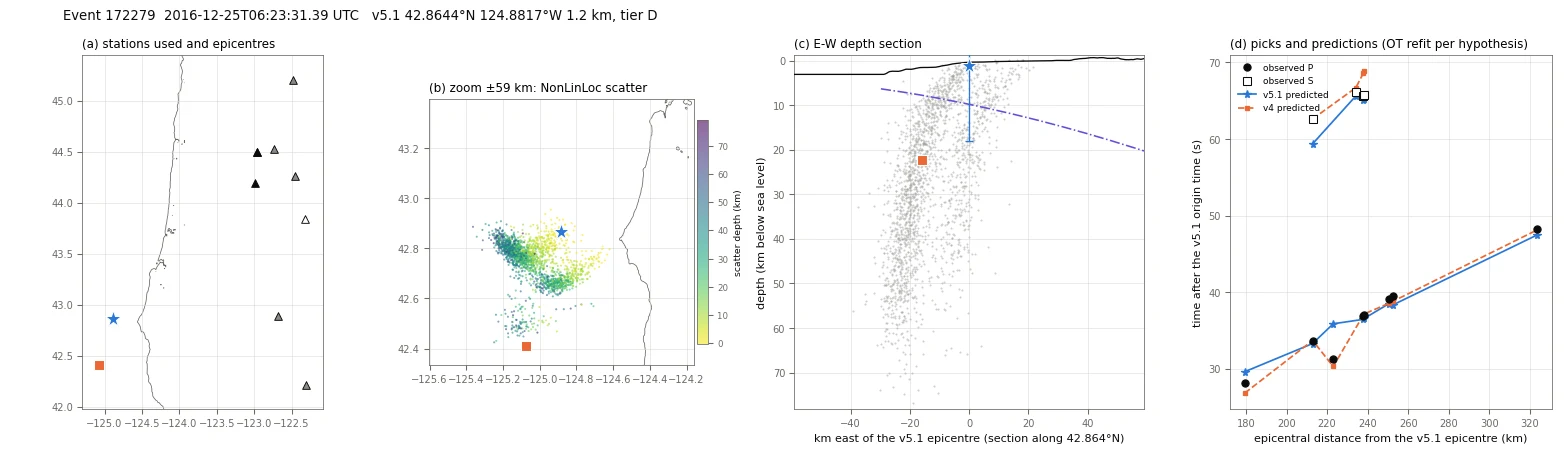 Event 172279  2016-12-25T06:23:31.39 UTC   v5.1 42.8644°N 124.8817°W 1.2 km, tier D
(a) stations used and epicentres
45.0
44.5
44.0
43.5
43.0
42.5
42.0
−125.0 −124.5 −124.0 −123.5 −123.0 −122.5
(b) zoom ±59 km: NonLinLoc scatter
43.2
43.0
42.8
42.6
42.4
−125.6 −125.4 −125.2 −125.0 −124.8 −124.6 −124.4 −124.2
70
60
50
40
30
20
10
0
scatter depth (km)
(c) E-W depth section
0
10
20
30
40
50
60
70
depth (km below sea level)
−40 −20 0 20 40
km east of the v5.1 epicentre (section along 42.864°N)
(d) picks and predictions (OT refit per hypothesis)
observed P
observed S
v5.1 predicted
v4 predicted
70
60
50
40
30
time after the v5.1 origin time (s)
180 200 220 240 260 280 300 320
epicentral distance from the v5.1 epicentre (km)